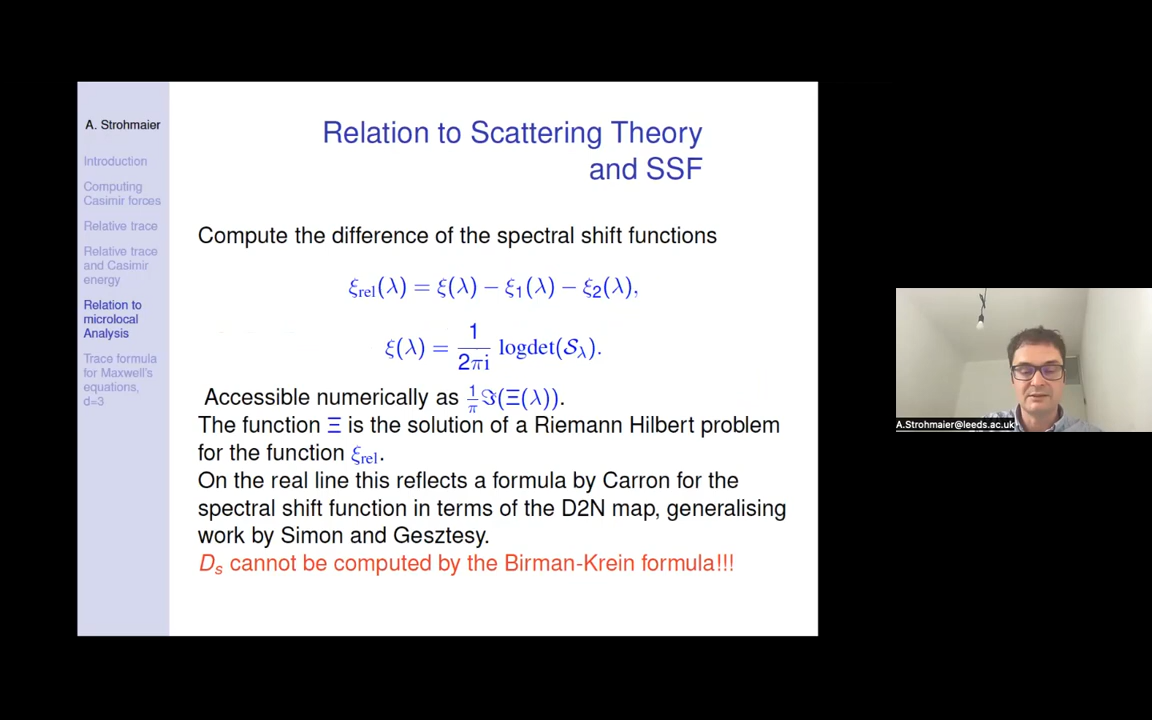 A. Strohmaier
Introduction
Computing
Casimir forces
Relative trace
Relative trace
and Casimir
energy
Relation to
microlocal
Analysis
Trace formula
for Maxwell's
equations,
d=3
Relation to Scattering Theory
and SSF
Compute the difference of the spectral shift functions
ξrel(λ) = ξ(λ) − ξ1(λ) − ξ2(λ),
ξ(λ) = 1/2πi logdet(𝒮λ).
Accessible numerically as 1/π ℑ(Ξ(λ)).
The function Ξ is the solution of a Riemann Hilbert problem
for the function ξrel.
On the real line this reflects a formula by Carron for the
spectral shift function in terms of the D2N map, generalising
work by Simon and Gesztesy.
Ds cannot be computed by the Birman-Krein formula!!!
A.Strohmaier@leeds.ac.uk